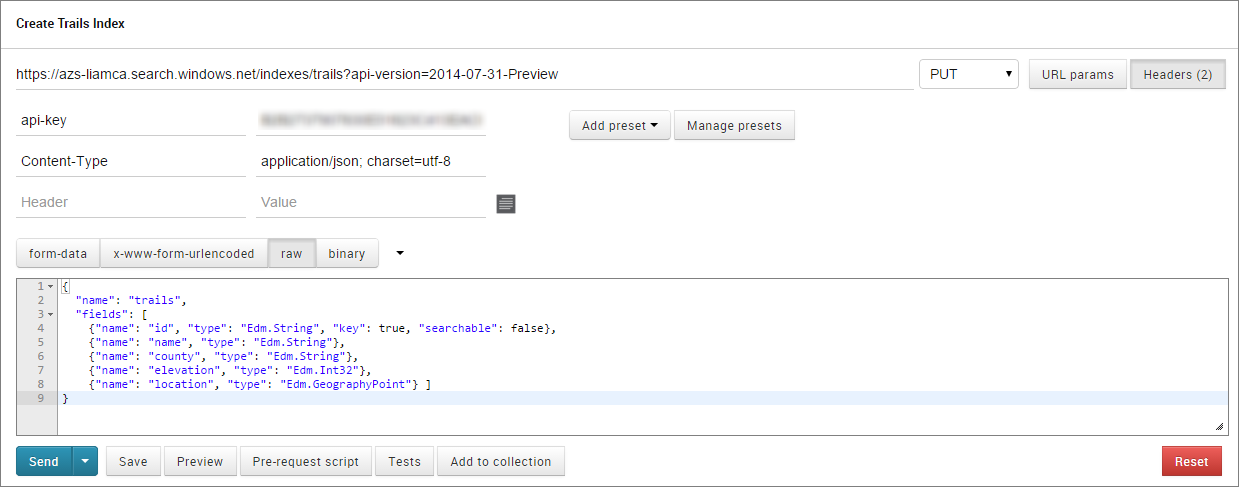 Create Trails Index
https://azs-liamca.search.windows.net/indexes/trails?api-version=2014-07-31-Preview PUT URL params Headers (2)
api-key Add preset Manage presets
Content-Type application/json; charset=utf-8
Header Value
form-data x-www-form-urlencoded raw binary
1 {
2 "name": "trails",
3 "fields": [
4 {"name": "id", "type": "Edm.String", "key": true, "searchable": false},
5 {"name": "name", "type": "Edm.String"},
6 {"name": "county", "type": "Edm.String"},
7 {"name": "elevation", "type": "Edm.Int32"},
8 {"name": "location", "type": "Edm.GeographyPoint"} ]
9 }
Send Save Preview Pre-request script Tests Add to collection Reset